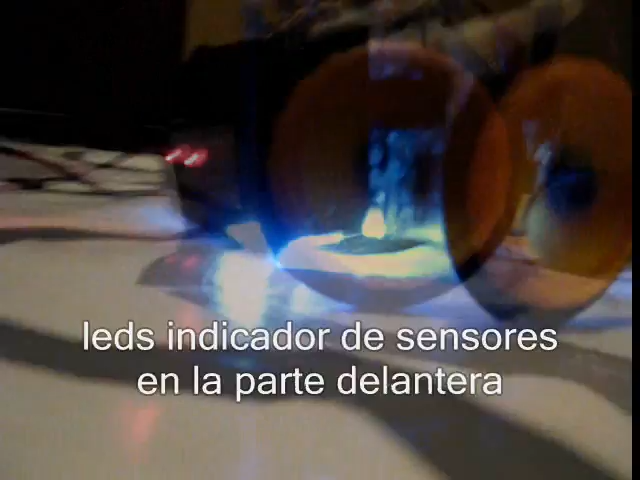 leds indicador de sensores
en la parte delantera